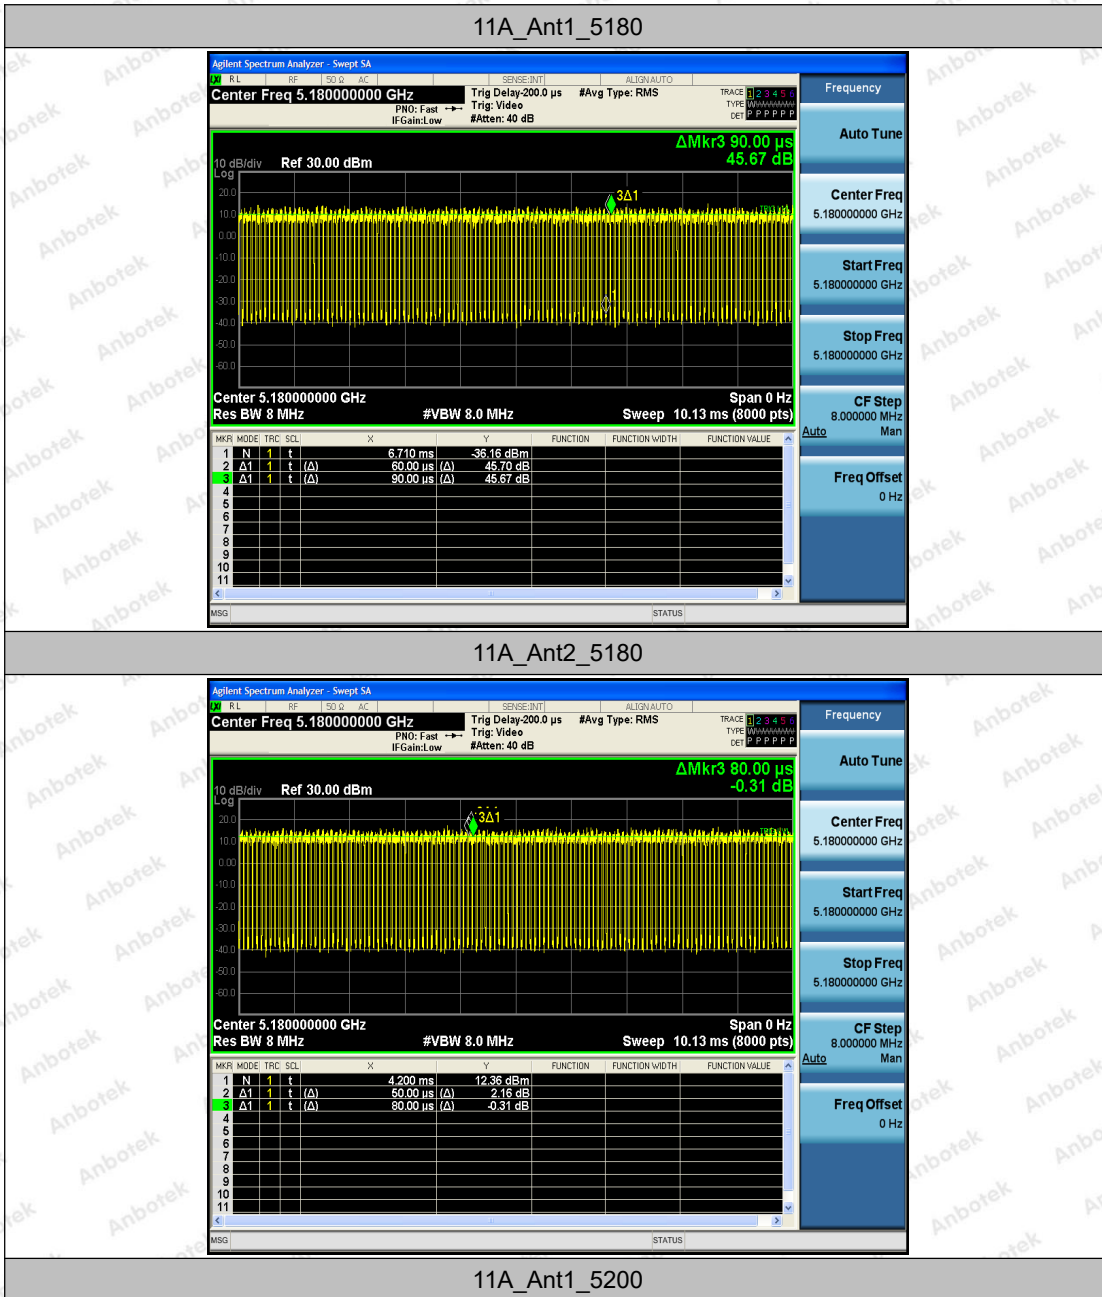 11A_Ant1_5180
Agilent Spectrum Analyzer - Swept SA
RL RF 50 Ω AC SENSE:INT ALIGNAUTO
Center Freq 5.180000000 GHz
PNO: Fast
IFGain:Low
Trig Delay-200.0 µs #Avg Type: RMS
Trig: Video
#Atten: 40 dB
TRACE 1 2 3 4 5 6
TYPE
DET P P P P P P
ΔMkr3 90.00 µs
45.67 dB
10 dB/div Ref 30.00 dBm
Log
20.0
10.0
0.00
-10.0
-20.0
-30.0
-40.0
-50.0
-60.0
3Δ1
1
Center 5.180000000 GHz Span 0 Hz
Res BW 8 MHz #VBW 8.0 MHz Sweep 10.13 ms (8000 pts)
MKR MODE TRC SCL X Y FUNCTION FUNCTION WIDTH FUNCTION VALUE
1 N 1 t 6.710 ms -36.16 dBm
2 Δ1 1 t (Δ) 60.00 µs (Δ) 45.70 dB
3 Δ1 1 t (Δ) 90.00 µs (Δ) 45.67 dB
4
5
6
7
8
9
10
11
MSG STATUS
Frequency
Auto Tune
Center Freq
5.180000000 GHz
Start Freq
5.180000000 GHz
Stop Freq
5.180000000 GHz
CF Step
8.000000 MHz
Auto Man
Freq Offset
0 Hz
11A_Ant2_5180
Agilent Spectrum Analyzer - Swept SA
RL RF 50 Ω AC SENSE:INT ALIGNAUTO
Center Freq 5.180000000 GHz
PNO: Fast
IFGain:Low
Trig Delay-200.0 µs #Avg Type: RMS
Trig: Video
#Atten: 40 dB
TRACE 1 2 3 4 5 6
TYPE
DET P P P P P P
ΔMkr3 80.00 µs
-0.31 dB
10 dB/div Ref 30.00 dBm
Log
20.0
10.0
0.00
-10.0
-20.0
-30.0
-40.0
-50.0
-60.0
3Δ1
Center 5.180000000 GHz Span 0 Hz
Res BW 8 MHz #VBW 8.0 MHz Sweep 10.13 ms (8000 pts)
MKR MODE TRC SCL X Y FUNCTION FUNCTION WIDTH FUNCTION VALUE
1 N 1 t 4.200 ms 12.36 dBm
2 Δ1 1 t (Δ) 50.00 µs (Δ) 2.16 dB
3 Δ1 1 t (Δ) 80.00 µs (Δ) -0.31 dB
4
5
6
7
8
9
10
11
MSG STATUS
Frequency
Auto Tune
Center Freq
5.180000000 GHz
Start Freq
5.180000000 GHz
Stop Freq
5.180000000 GHz
CF Step
8.000000 MHz
Auto Man
Freq Offset
0 Hz
11A_Ant1_5200